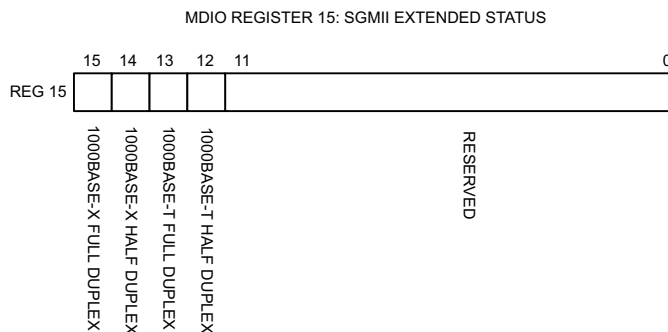 MDIO REGISTER 15: SGMII EXTENDED STATUS
15 14 13 12 11 0
REG 15
1000BASE-X FULL DUPLEX
1000BASE-X HALF DUPLEX
1000BASE-T FULL DUPLEX
1000BASE-T HALF DUPLEX
RESERVED